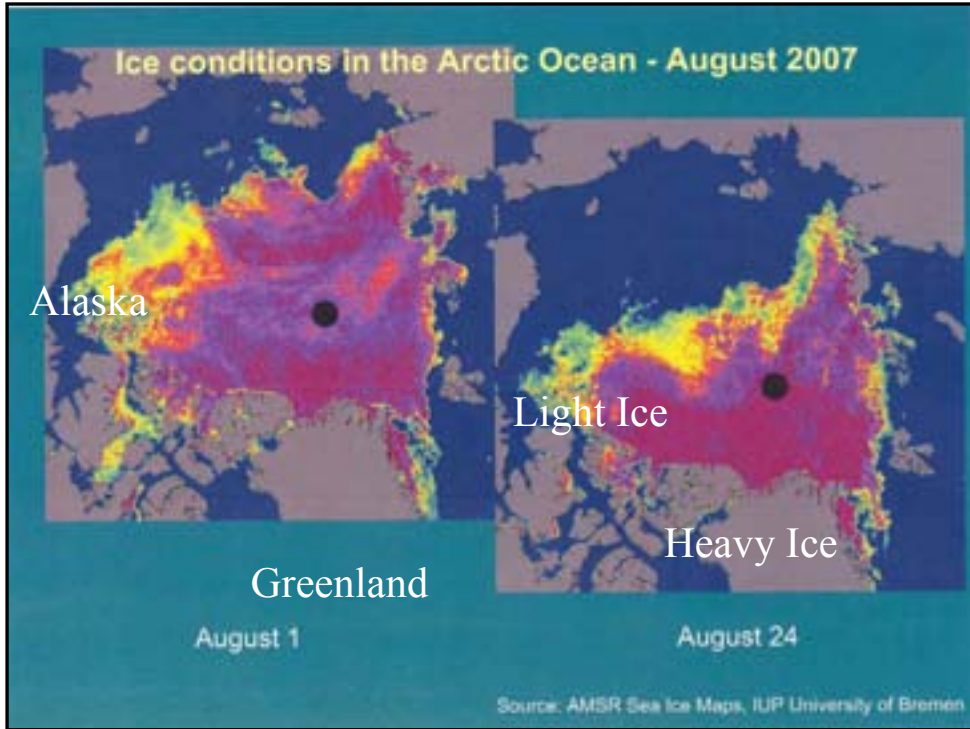 Ice conditions in the Arctic Ocean - August 2007
Alaska
Light Ice
Heavy Ice
Greenland
August 1
August 24
Source: AMSR Sea Ice Maps, IUP University of Bremen